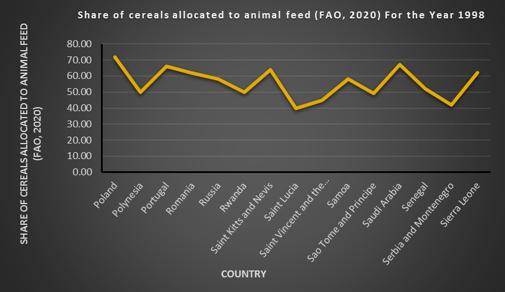 Share of cereals allocated to animal feed (FAO, 2020) For the Year 1998
SHARE OF CEREALS ALLOCATED TO ANIMAL FEED
(FAO, 2020)
80.00
70.00
60.00
50.00
40.00
30.00
20.00
10.00
0.00
Poland
Polynesia
Portugal
Romania
Russia
Rwanda
Saint Kitts and Nevis
Saint Lucia
Saint Vincent and the...
Samoa
Sao Tome and Principe
Saudi Arabia
Senegal
Serbia and Montenegro
Sierra Leone
COUNTRY